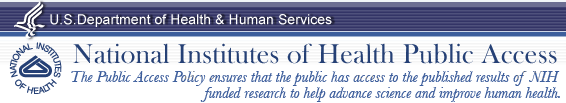 U.S.Department of Health & Human Services
NATIONAL INSTITUTES OF HEALTH
National Institutes of Health Public Access
The Public Access Policy ensures that the public has access to the published results of NIH
funded research to help advance science and improve human health.